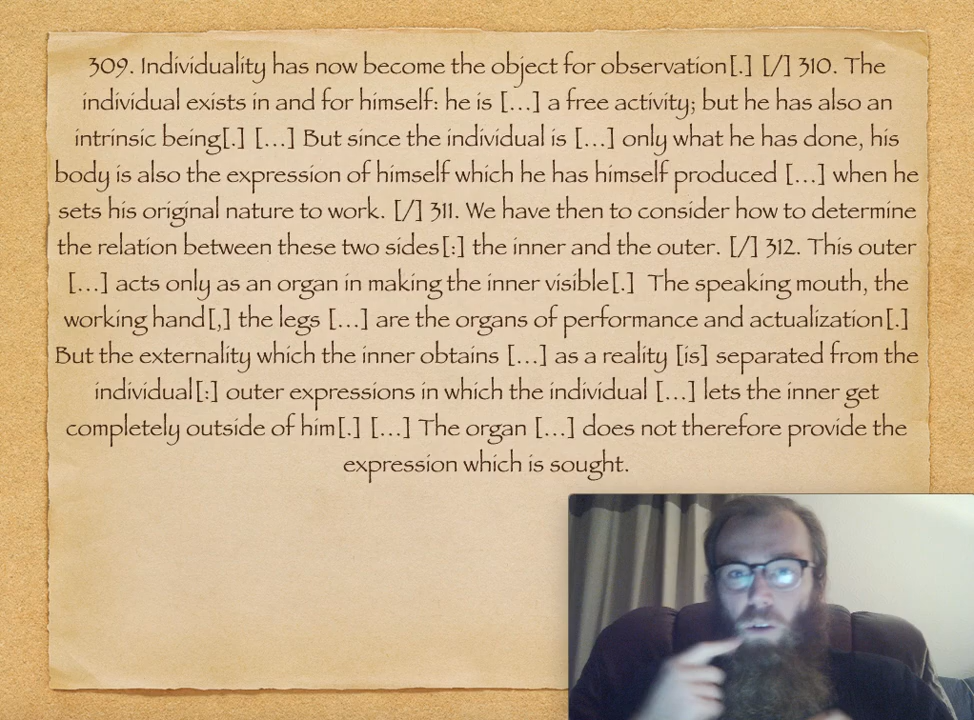 309. Individuality has now become the object for observation[.] [/] 310. The
individual exists in and for himself: he is [...] a free activity; but he has also an
intrinsic being[.] [...] But since the individual is [...] only what he has done, his
body is also the expression of himself which he has himself produced [...] when he
sets his original nature to work. [/] 311. We have then to consider how to determine
the relation between these two sides[:] the inner and the outer. [/] 312. This outer
[...] acts only as an organ in making the inner visible[.] The speaking mouth, the
working hand[,] the legs [...] are the organs of performance and actualization[.]
But the externality which the inner obtains [...] as a reality [is] separated from the
individual[:] outer expressions in which the individual [...] lets the inner get
completely outside of him[.] [...] The organ [...] does not therefore provide the
expression which is sought.